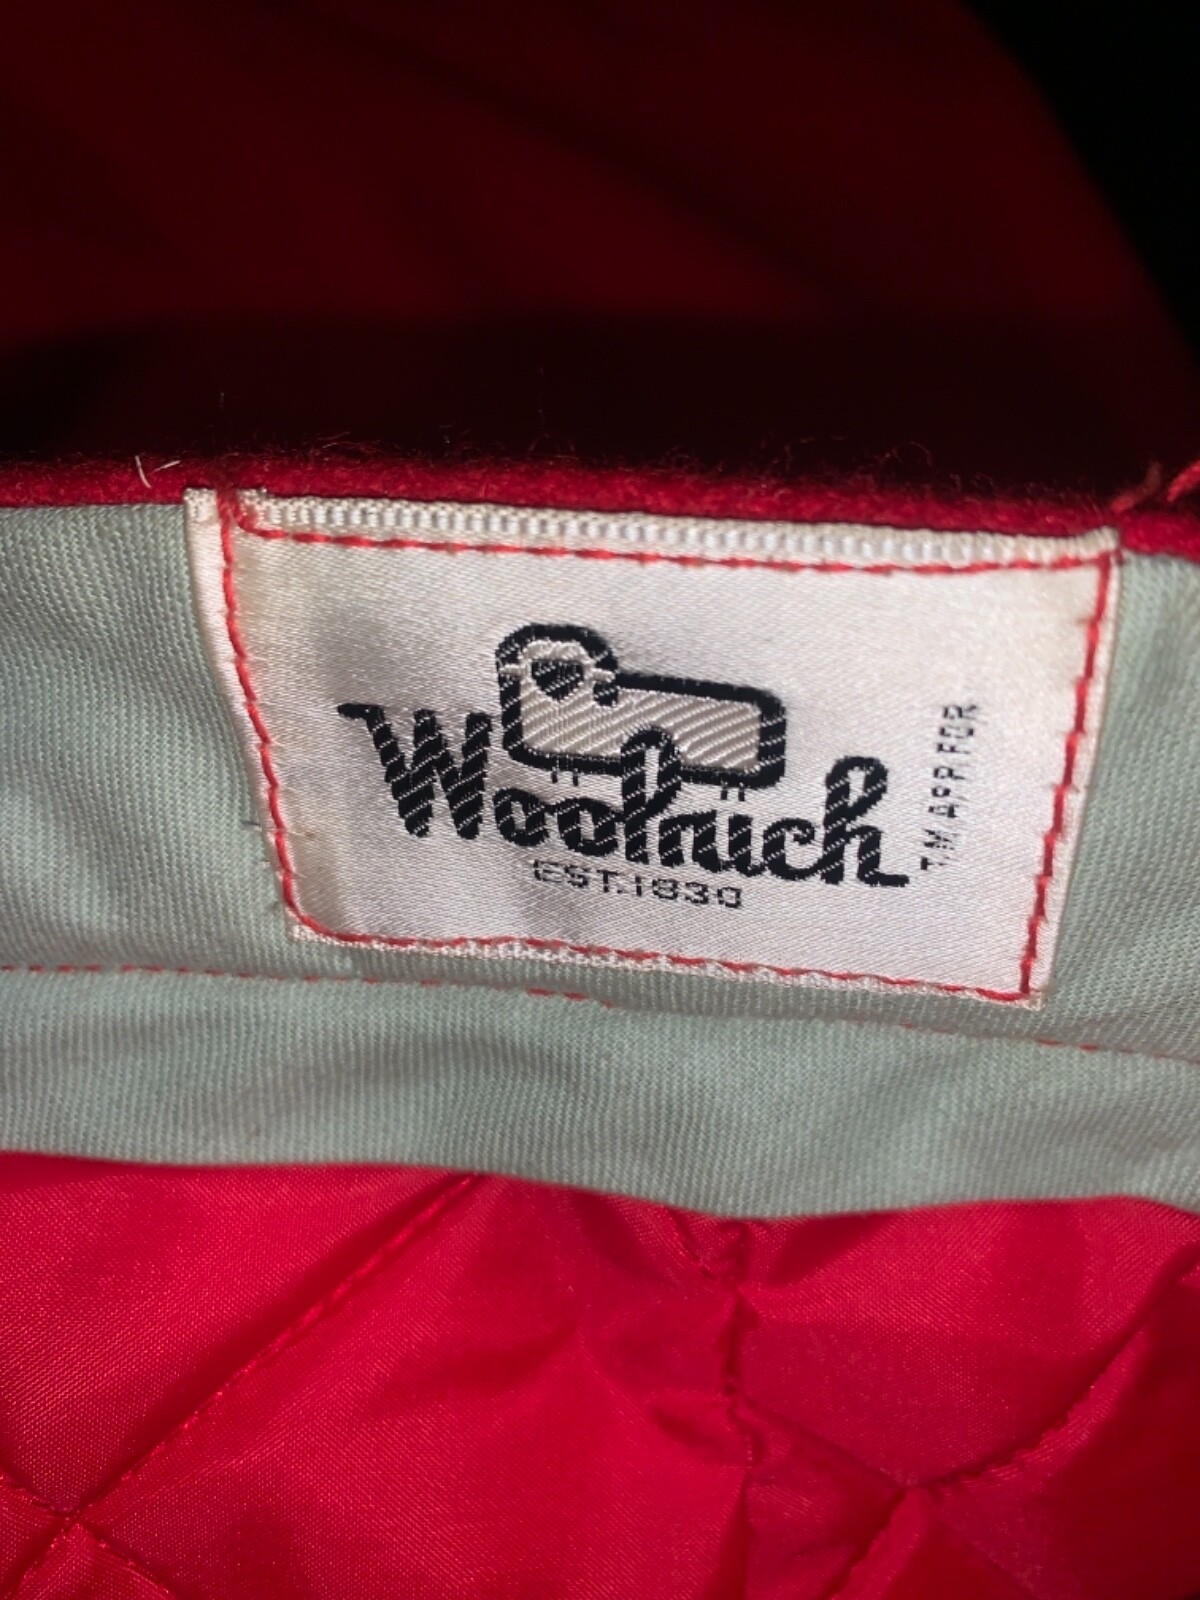 Woolrich
EST. 1830
T.M APP. FOR